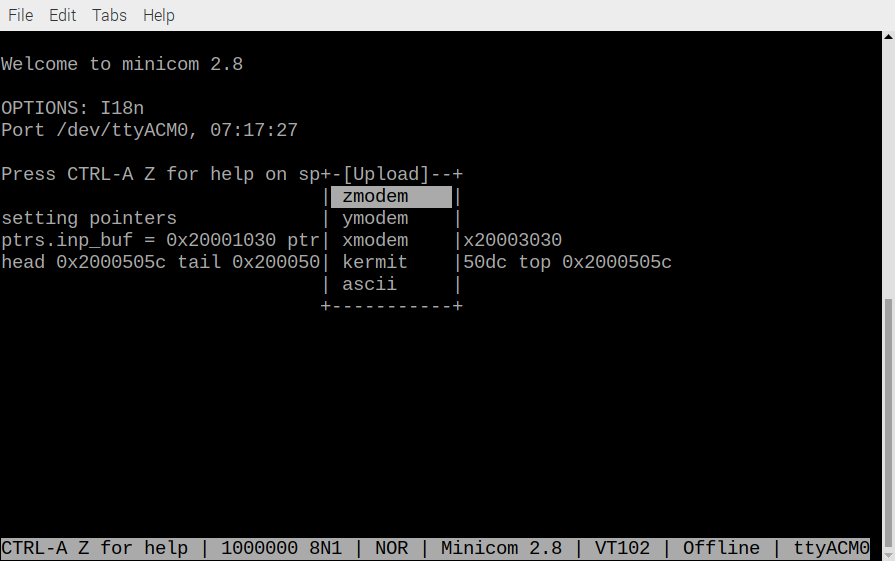 File Edit Tabs Help
Welcome to minicom 2.8
OPTIONS: I18n
Port /dev/ttyACM0, 07:17:27
Press CTRL-A Z for help on sp+-[Upload]--+
| zmodem    |
setting pointers             | ymodem    |
ptrs.inp_buf = 0x20001030 ptr| xmodem    |x20003030
head 0x2000505c tail 0x200050| kermit    |50dc top 0x2000505c
| ascii     |
+-----------+
CTRL-A Z for help | 1000000 8N1 | NOR | Minicom 2.8 | VT102 | Offline | ttyACM0